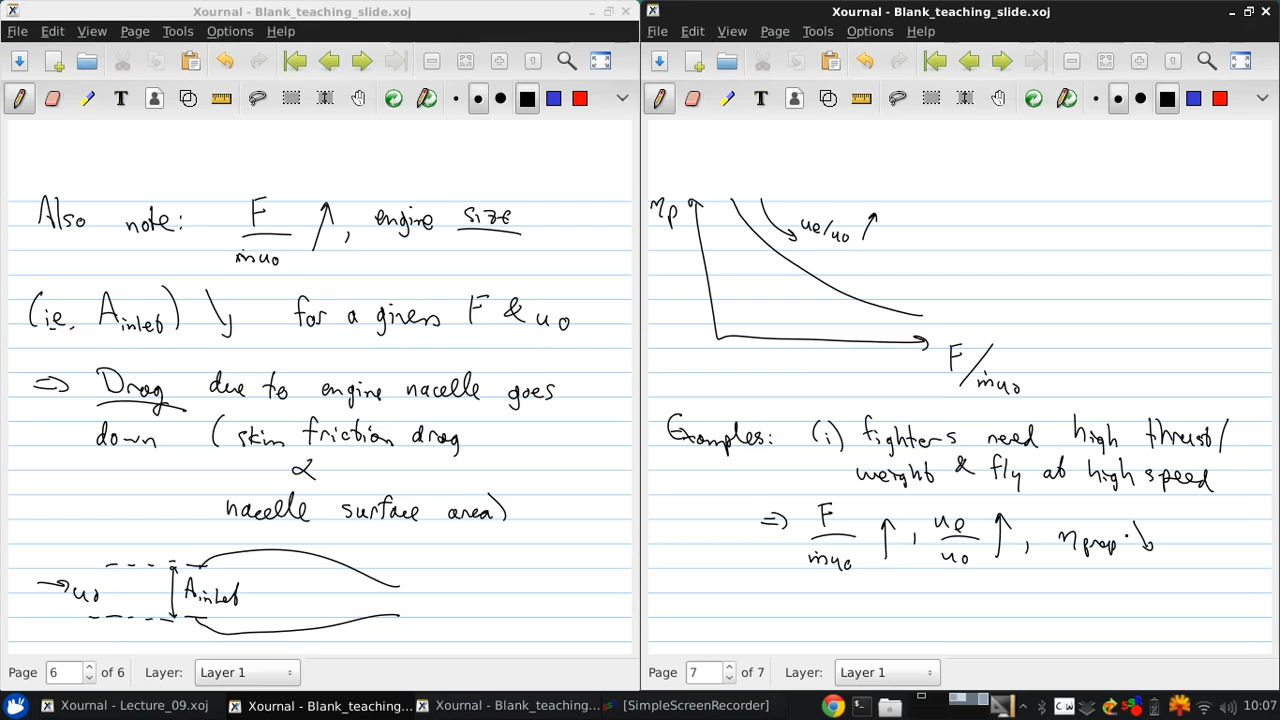 Xournal - Blank_teaching_slide.xoj
File Edit View Page Tools Options Help
Also note: F/ṁu₀ ↑, engine size
(i.e. A_inlet) ↘ for a given F & u₀
⇒ Drag due to engine nacelle goes
down (skin friction drag
∝
nacelle surface area)
→ u₀ A_inlet
Page 6 of 6 Layer: Layer 1
Xournal - Blank_teaching_slide.xoj
File Edit View Page Tools Options Help
ηp
ue/u₀ ↑
F/ṁu₀
Examples: (i) fighters need high thrust/
weight & fly at high speed
⇒ F/ṁu₀ ↑, ue/u₀ ↑, ηprop. ↘
Page 7 of 7 Layer: Layer 1
Xournal - Lecture_09.xoj Xournal - Blank_teaching... Xournal - Blank_teaching... [SimpleScreenRecorder] 10:07